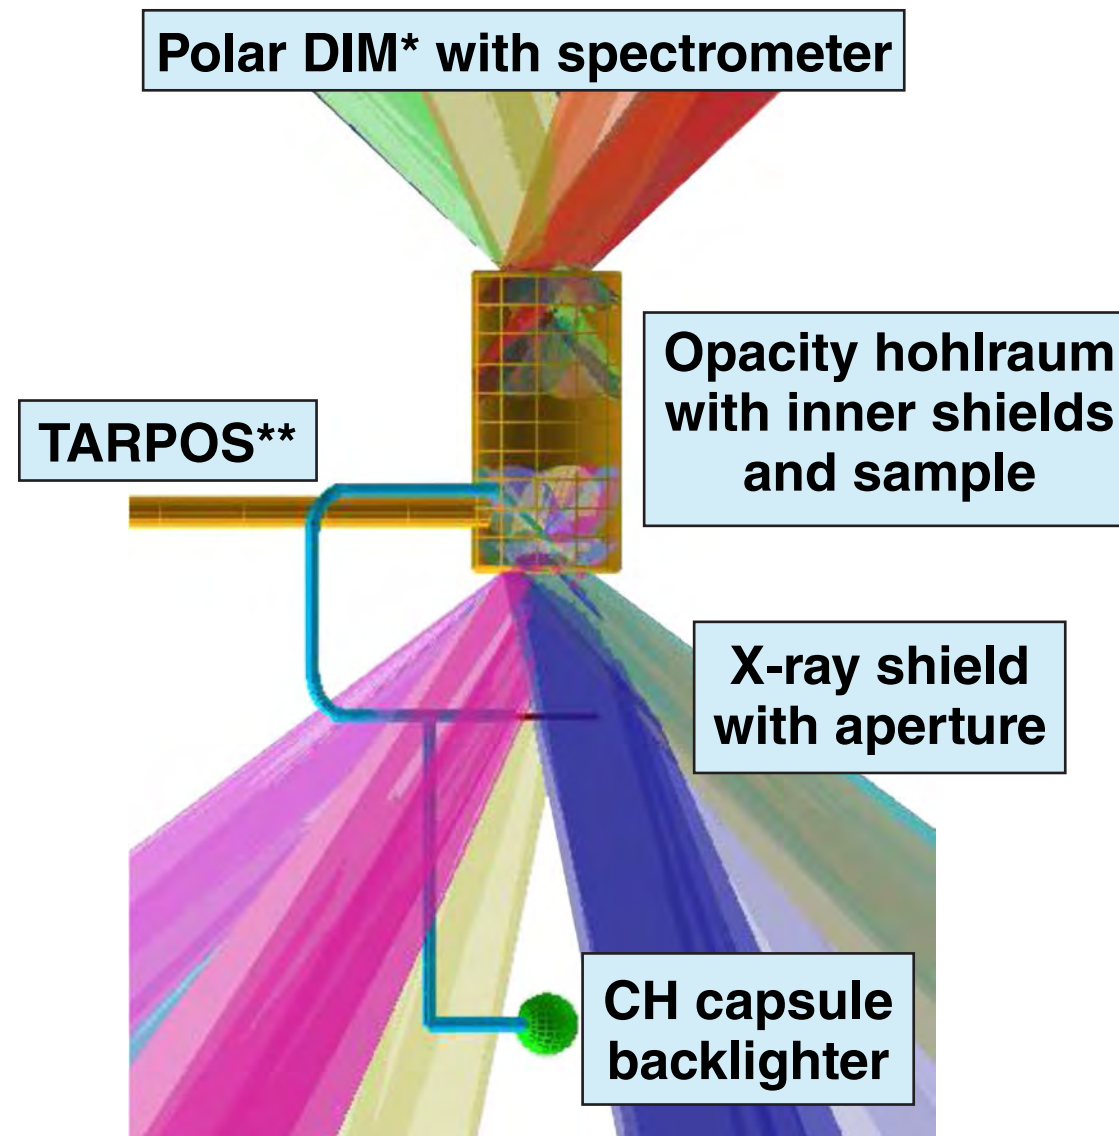 Polar DIM* with spectrometer
Opacity hohlraum
with inner shields
and sample
TARPOS**
X-ray shield
with aperture
CH capsule
backlighter